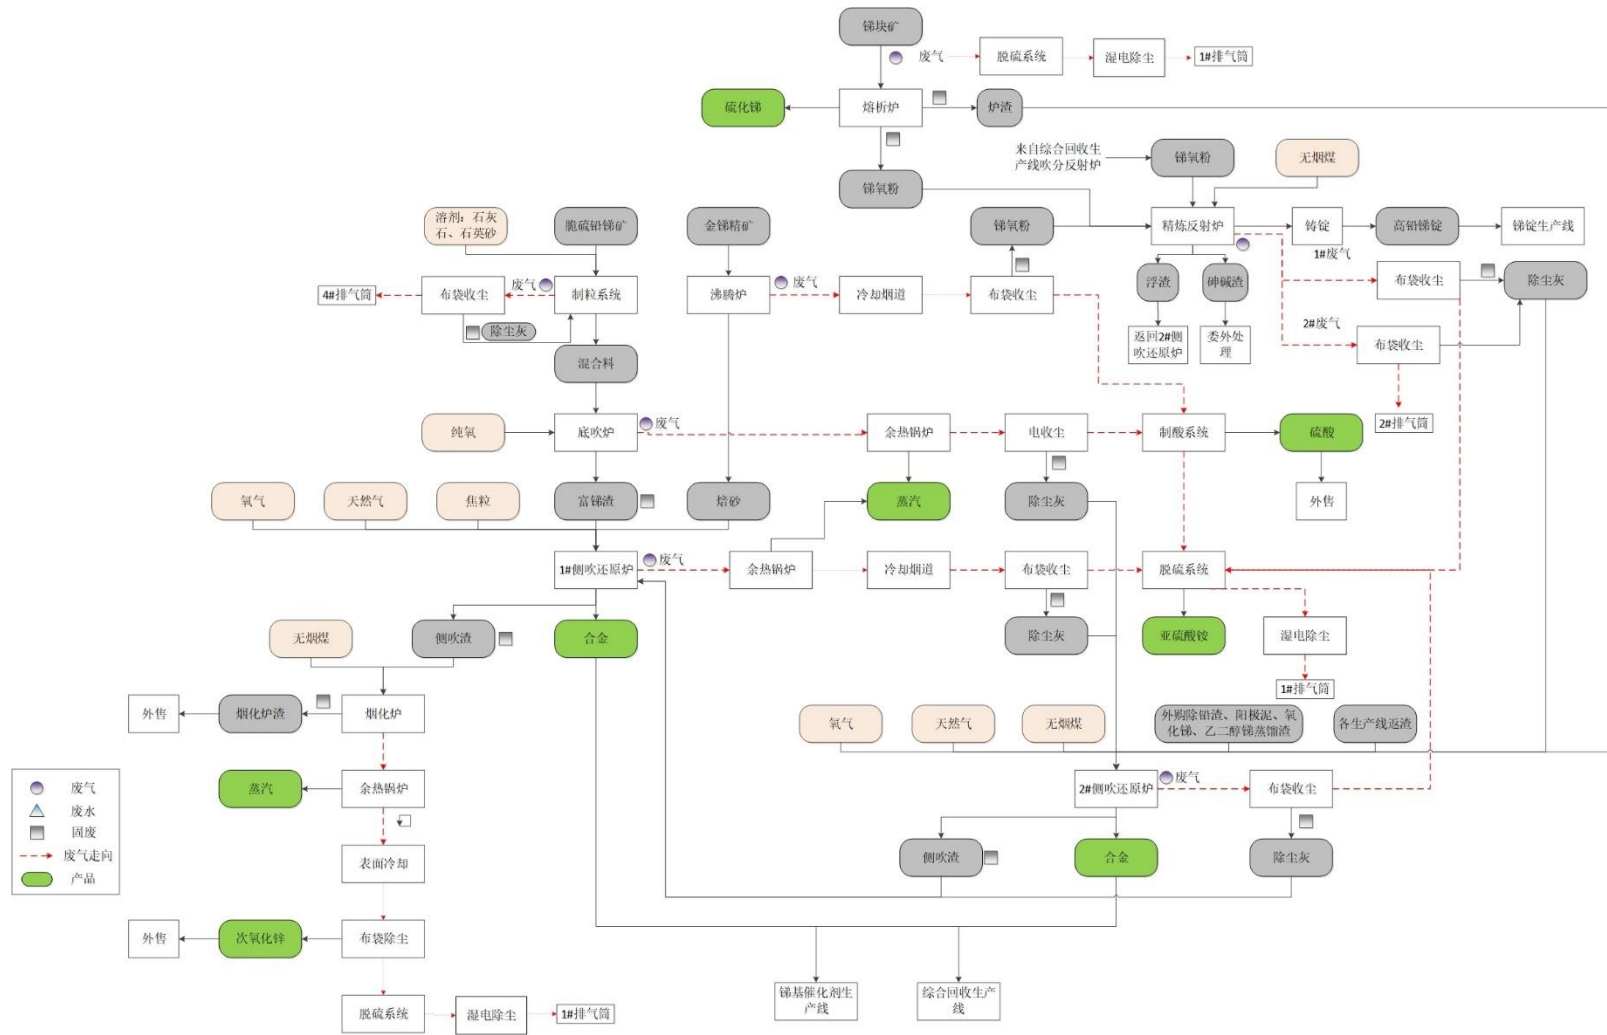 锑块矿
废气
脱硫系统
湿电除尘
1#排气筒
硫化锑
熔析炉
炉渣
来自综合回收生
产线吹分反射炉
锑氧粉
无烟煤
锑氧粉
溶剂：石灰
石、石英砂
脆硫铅锑矿
金锑精矿
锑氧粉
精炼反射炉
铸锭
高铅锑锭
锑锭生产线
1#废气
4#排气筒
布袋收尘
废气
制粒系统
沸腾炉
废气
冷却烟道
布袋收尘
浮渣
砷碱渣
布袋收尘
除尘灰
除尘灰
2#废气
返回2#侧
吹还原炉
委外处
理
布袋收尘
混合料
2#排气筒
纯氧
底吹炉
废气
余热锅炉
电收尘
制酸系统
硫酸
氧气
天然气
焦粒
富锑渣
焙砂
蒸汽
除尘灰
外售
1#侧吹还原炉
废气
余热锅炉
冷却烟道
布袋收尘
脱硫系统
无烟煤
侧吹渣
合金
除尘灰
亚硫酸铵
湿电除尘
1#排气筒
外售
烟化炉渣
烟化炉
氧气
天然气
无烟煤
外购除铅渣、阳极泥、氧
化锑、乙二醇锑蒸馏渣
各生产线返渣
废气
废水
固废
废气走向
产品
蒸汽
余热锅炉
2#侧吹还原炉
废气
布袋收尘
表面冷却
侧吹渣
合金
除尘灰
外售
次氧化锌
布袋除尘
脱硫系统
湿电除尘
1#排气筒
锑基催化剂生
产线
综合回收生产
线